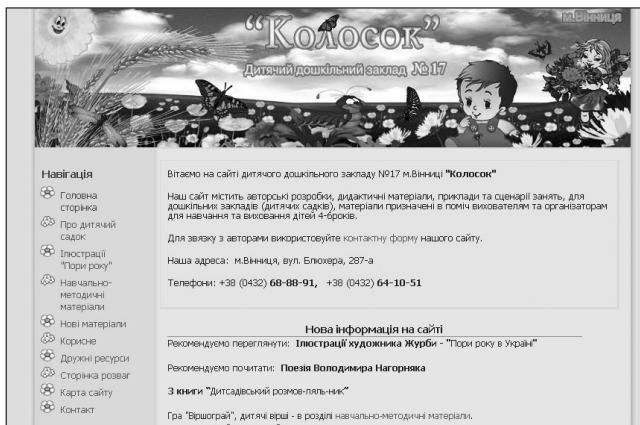 м.Вінниця
"Колосок"
Дитячий дошкільний заклад № 17
Навігація
Головна
сторінка
Про дитячий
садок
Ілюстрації
"Пори року"
Навчально-
методичні
матеріали
Нові матеріали
Корисне
Дружні ресурси
Сторінка розваг
Карта сайту
Контакт
Вітаємо на сайті дитячого дошкільного закладу №17 м.Вінниці "Колосок"
Наш сайт містить авторські розробки, дидактичні матеріали, приклади та сценарії занять, для
дошкільних закладів (дитячих садків), матеріали призначені в поміч вихователям та організаторам
для навчання та виховання дітей 4-6років.
Для звязку з авторами використовуйте контактну форму нашого сайту.
Наша адреса: м.Вінниця, вул. Блюхера, 287-а
Телефони: +38 (0432) 68-88-91, +38 (0432) 64-10-51
Нова інформація на сайті
Рекомендуємо переглянути: Ілюстрації художника Журби - "Пори року в Україні"
Рекомендуємо почитати: Поезія Володимира Нагорняка
З книги "Дитсадівський розмов-ляль-ник"
Гра "Віршограй", дитячі вірші - в розділі навчально-методичні матеріали.